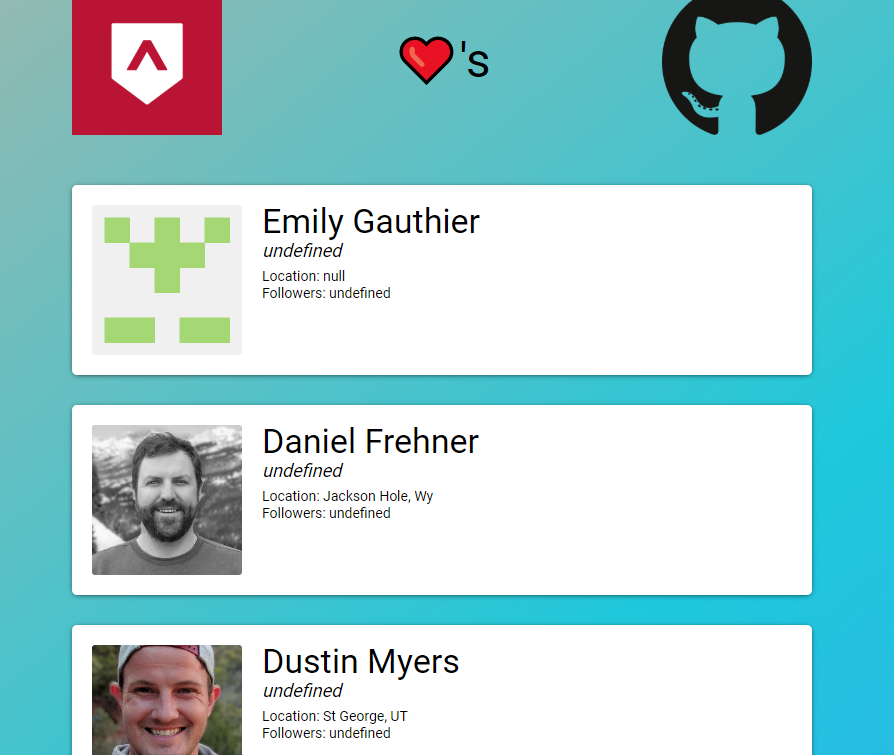 's
Emily Gauthier
undefined
Location: null
Followers: undefined
Daniel Frehner
undefined
Location: Jackson Hole, Wy
Followers: undefined
Dustin Myers
undefined
Location: St George, UT
Followers: undefined